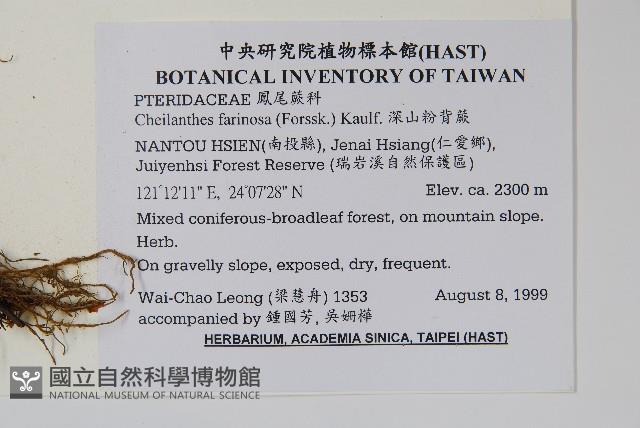 中央研究院植物標本館(HAST)
BOTANICAL INVENTORY OF TAIWAN
PTERIDACEAE 鳳尾蕨科
Cheilanthes farinosa (Forssk.) Kaulf. 深山粉背蕨
NANTOU HSIEN(南投縣), Jenai Hsiang(仁愛鄉),
Juiyenhsi Forest Reserve (瑞岩溪自然保護區)
121°12'11" E, 24°07'28" N Elev. ca. 2300 m
Mixed coniferous-broadleaf forest, on mountain slope.
Herb.
On gravelly slope, exposed, dry, frequent.
Wai-Chao Leong (梁慧舟) 1353 August 8, 1999
accompanied by 鍾國芳, 吳姍樺
HERBARIUM, ACADEMIA SINICA, TAIPEI (HAST)
國立自然科學博物館
NATIONAL MUSEUM OF NATURAL SCIENCE